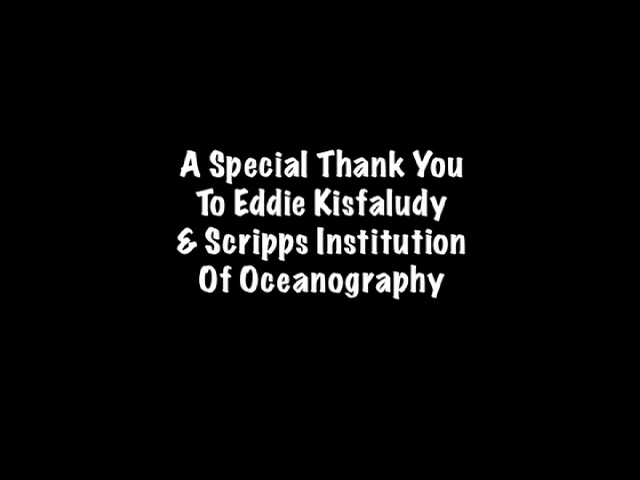 A Special Thank You
To Eddie Kisfaludy
& Scripps Institution
Of Oceanography